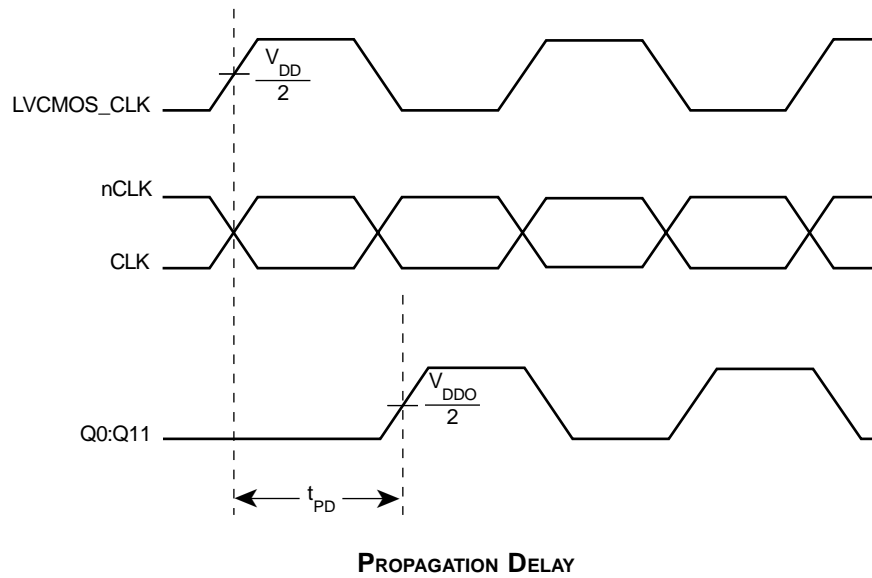 V_DD
2
LVCMOS_CLK
nCLK
CLK
V_DDO
2
Q0:Q11
t_PD
PROPAGATION DELAY